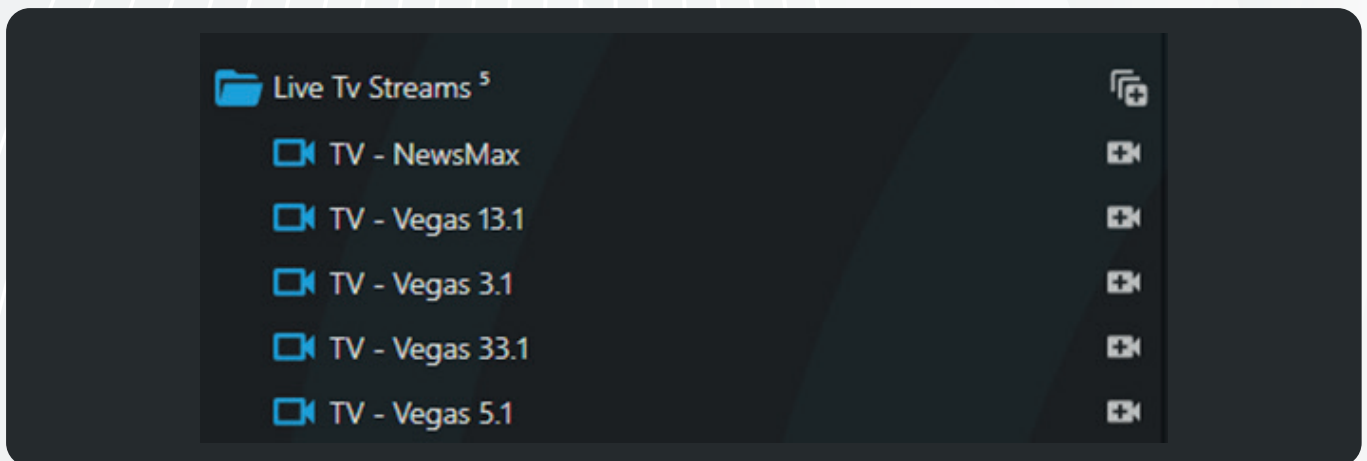 Live Tv Streams ⁵
TV - NewsMax
TV - Vegas 13.1
TV - Vegas 3.1
TV - Vegas 33.1
TV - Vegas 5.1